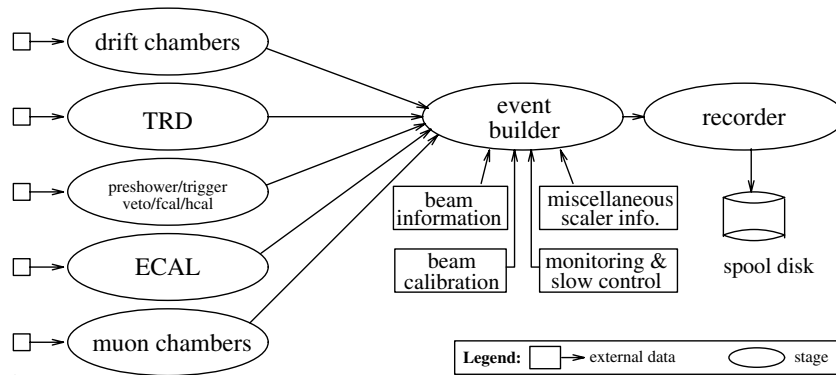 drift chambers
TRD
preshower/trigger
veto/fcal/hcal
ECAL
muon chambers
event
builder
recorder
beam
information
miscellaneous
scaler info.
beam
calibration
monitoring &
slow control
spool disk
Legend: external data stage